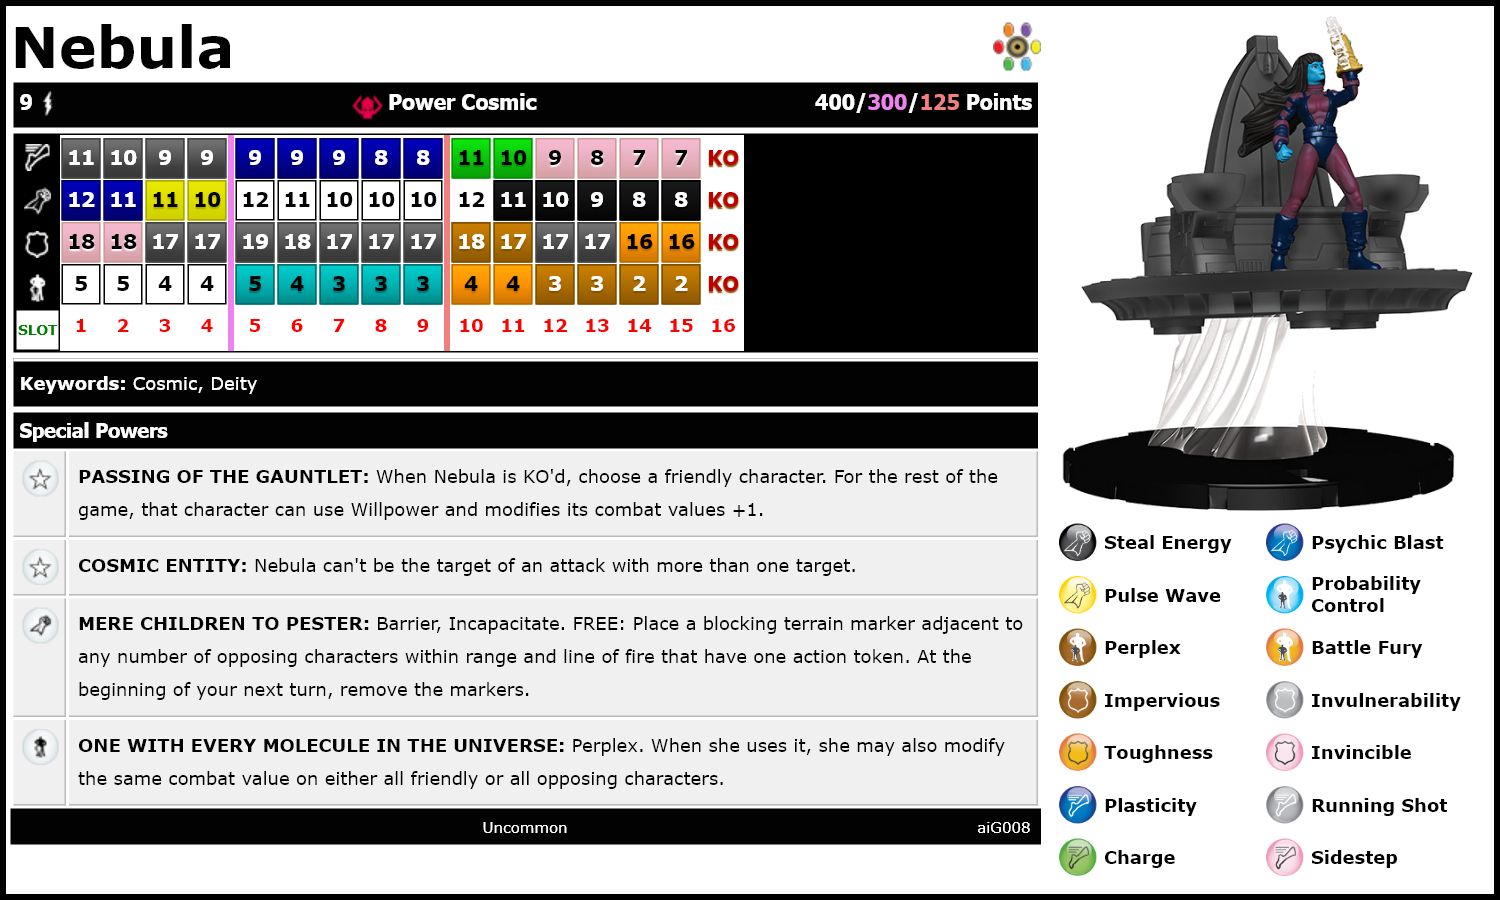 Nebula
9 Power Cosmic 400/300/125 Points
11 10 9 9 9 9 9 8 8 11 10 9 8 7 7 KO
12 11 11 10 12 11 10 10 10 12 11 10 9 8 8 KO
18 18 17 17 19 18 17 17 17 18 17 17 17 16 16 KO
5 5 4 4 5 4 3 3 3 4 4 3 3 2 2 KO
SLOT 1 2 3 4 5 6 7 8 9 10 11 12 13 14 15 16
Keywords: Cosmic, Deity
Special Powers
PASSING OF THE GAUNTLET: When Nebula is KO'd, choose a friendly character. For the rest of the
game, that character can use Willpower and modifies its combat values +1.
COSMIC ENTITY: Nebula can't be the target of an attack with more than one target.
MERE CHILDREN TO PESTER: Barrier, Incapacitate. FREE: Place a blocking terrain marker adjacent to
any number of opposing characters within range and line of fire that have one action token. At the
beginning of your next turn, remove the markers.
ONE WITH EVERY MOLECULE IN THE UNIVERSE: Perplex. When she uses it, she may also modify
the same combat value on either all friendly or all opposing characters.
Uncommon aiG008
Steal Energy Psychic Blast
Pulse Wave Probability
Control
Perplex Battle Fury
Impervious Invulnerability
Toughness Invincible
Plasticity Running Shot
Charge Sidestep